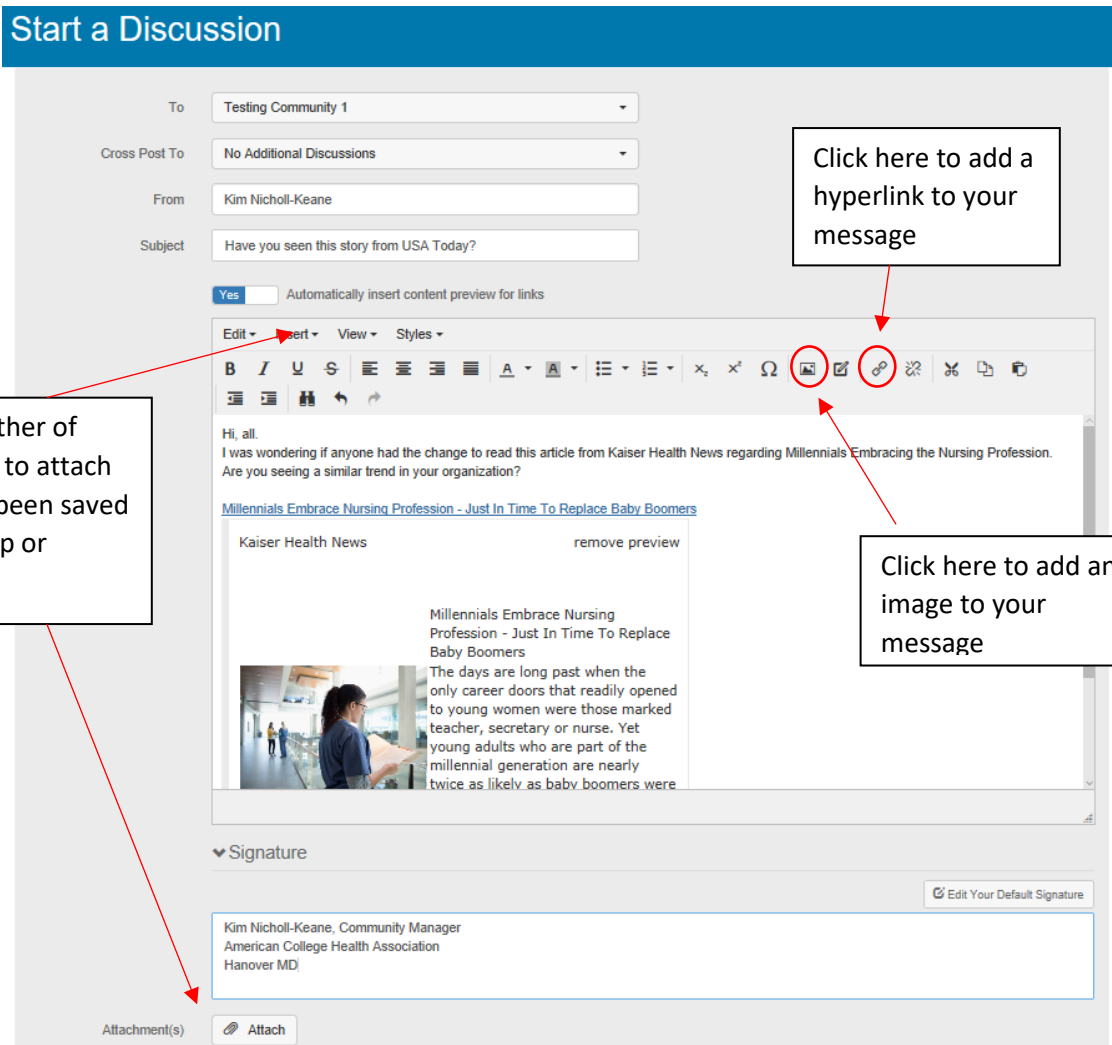 Start a Discussion
To Testing Community 1
Cross Post To No Additional Discussions
From Kim Nicholl-Keane
Subject Have you seen this story from USA Today?
Yes Automatically insert content preview for links
Click here to add a
hyperlink to your
message
Edit Insert View Styles
B I U S A A x₂ x² Ω
ther of
to attach
been saved
p or
Hi, all.
I was wondering if anyone had the change to read this article from Kaiser Health News regarding Millennials Embracing the Nursing Profession.
Are you seeing a similar trend in your organization?
Millennials Embrace Nursing Profession - Just In Time To Replace Baby Boomers
Kaiser Health News remove preview
Click here to add an
image to your
message
Millennials Embrace Nursing
Profession - Just In Time To Replace
Baby Boomers
The days are long past when the
only career doors that readily opened
to young women were those marked
teacher, secretary or nurse. Yet
young adults who are part of the
millennial generation are nearly
twice as likely as baby boomers were
Signature
Edit Your Default Signature
Kim Nicholl-Keane, Community Manager
American College Health Association
Hanover MD
Attachment(s) Attach